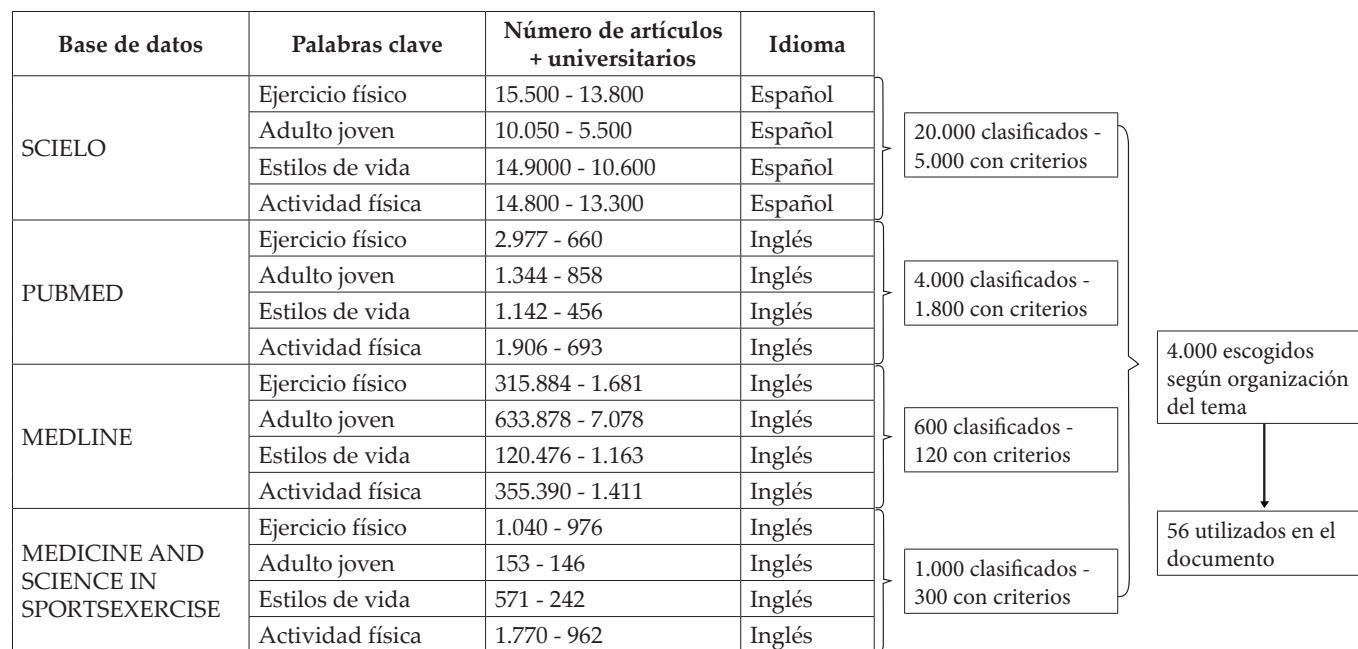 Base de datos
Palabras clave
Número de artículos
+ universitarios
Idioma
SCIELO
Ejercicio físico
15.500 - 13.800
Español
Adulto joven
10.050 - 5.500
Español
Estilos de vida
14.9000 - 10.600
Español
Actividad física
14.800 - 13.300
Español
20.000 clasificados -
5.000 con criterios
PUBMED
Ejercicio físico
2.977 - 660
Inglés
Adulto joven
1.344 - 858
Inglés
Estilos de vida
1.142 - 456
Inglés
Actividad física
1.906 - 693
Inglés
4.000 clasificados -
1.800 con criterios
MEDLINE
Ejercicio físico
315.884 - 1.681
Inglés
Adulto joven
633.878 - 7.078
Inglés
Estilos de vida
120.476 - 1.163
Inglés
Actividad física
355.390 - 1.411
Inglés
600 clasificados -
120 con criterios
MEDICINE AND
SCIENCE IN
SPORTSEXERCISE
Ejercicio físico
1.040 - 976
Inglés
Adulto joven
153 - 146
Inglés
Estilos de vida
571 - 242
Inglés
Actividad física
1.770 - 962
Inglés
1.000 clasificados -
300 con criterios
4.000 escogidos
según organización
del tema
56 utilizados en el
documento